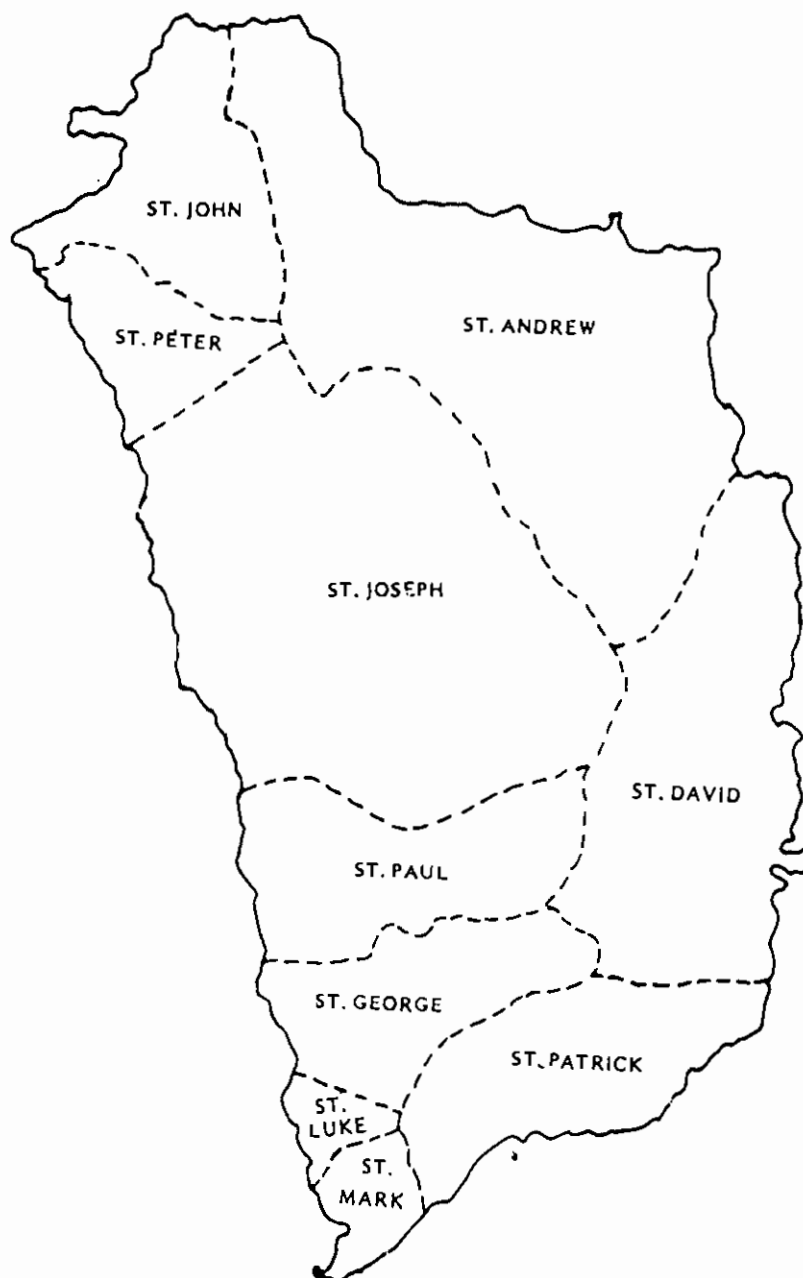 ST. JOHN
ST. ANDREW
ST. PETER
ST. JOSEPH
ST. DAVID
ST. PAUL
ST. GEORGE
ST. PATRICK
ST.
LUKE
ST.
MARK